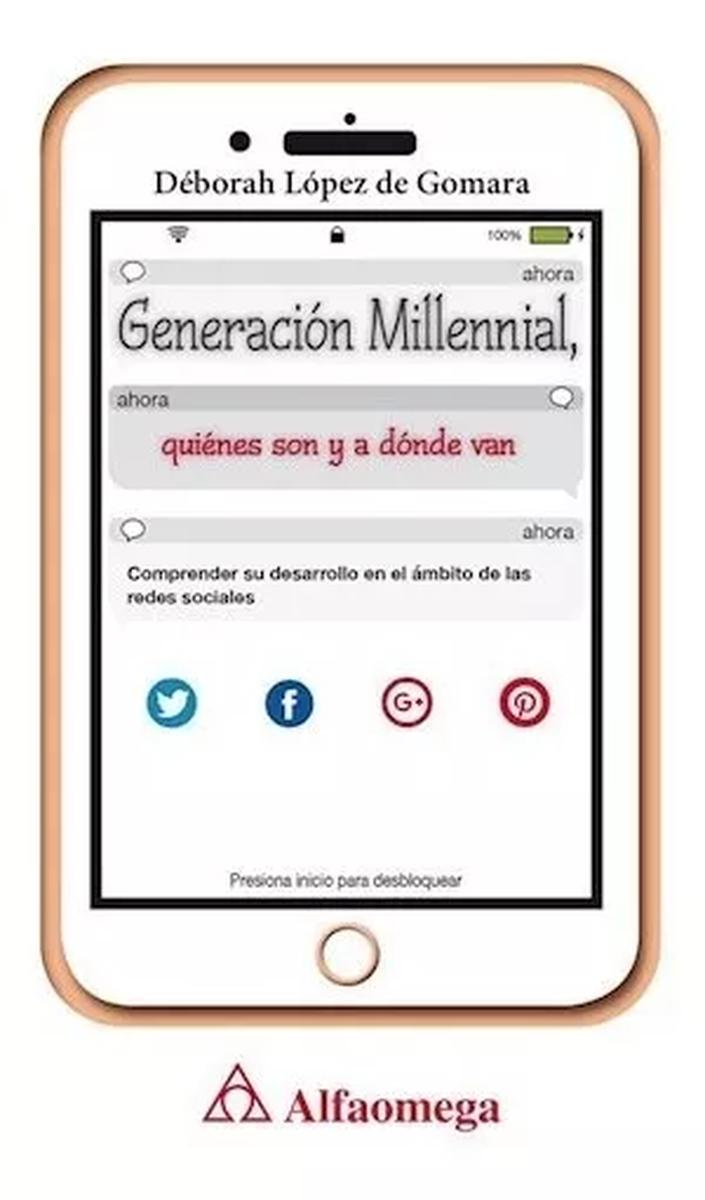 Déborah López de Gomara
100%
ahora
Generación Millennial,
ahora
quiénes son y a dónde van
ahora
Comprender su desarrollo en el ámbito de las
redes sociales
f G+
Presiona inicio para desbloquear
Alfaomega